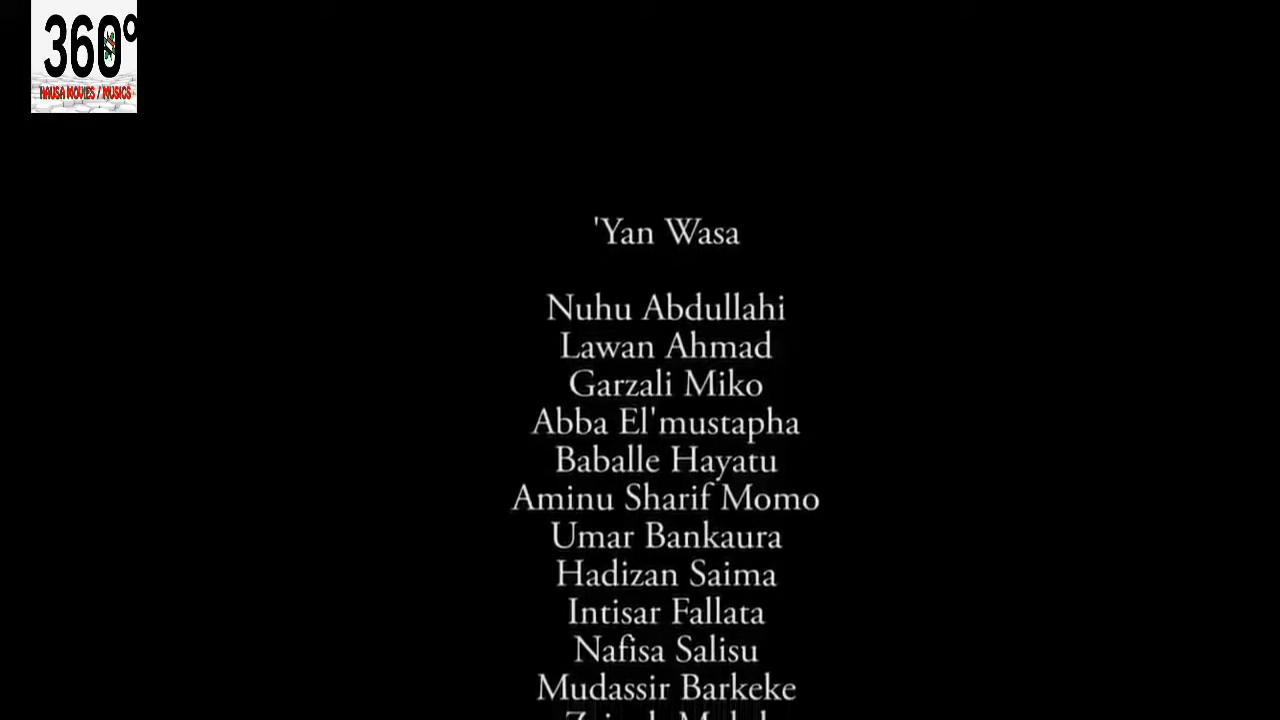 360°
HAUSA MOVIES / MUSICS
'Yan Wasa
Nuhu Abdullahi
Lawan Ahmad
Garzali Miko
Abba El'mustapha
Baballe Hayatu
Aminu Sharif Momo
Umar Bankaura
Hadizan Saima
Intisar Fallata
Nafisa Salisu
Mudassir Barkeke